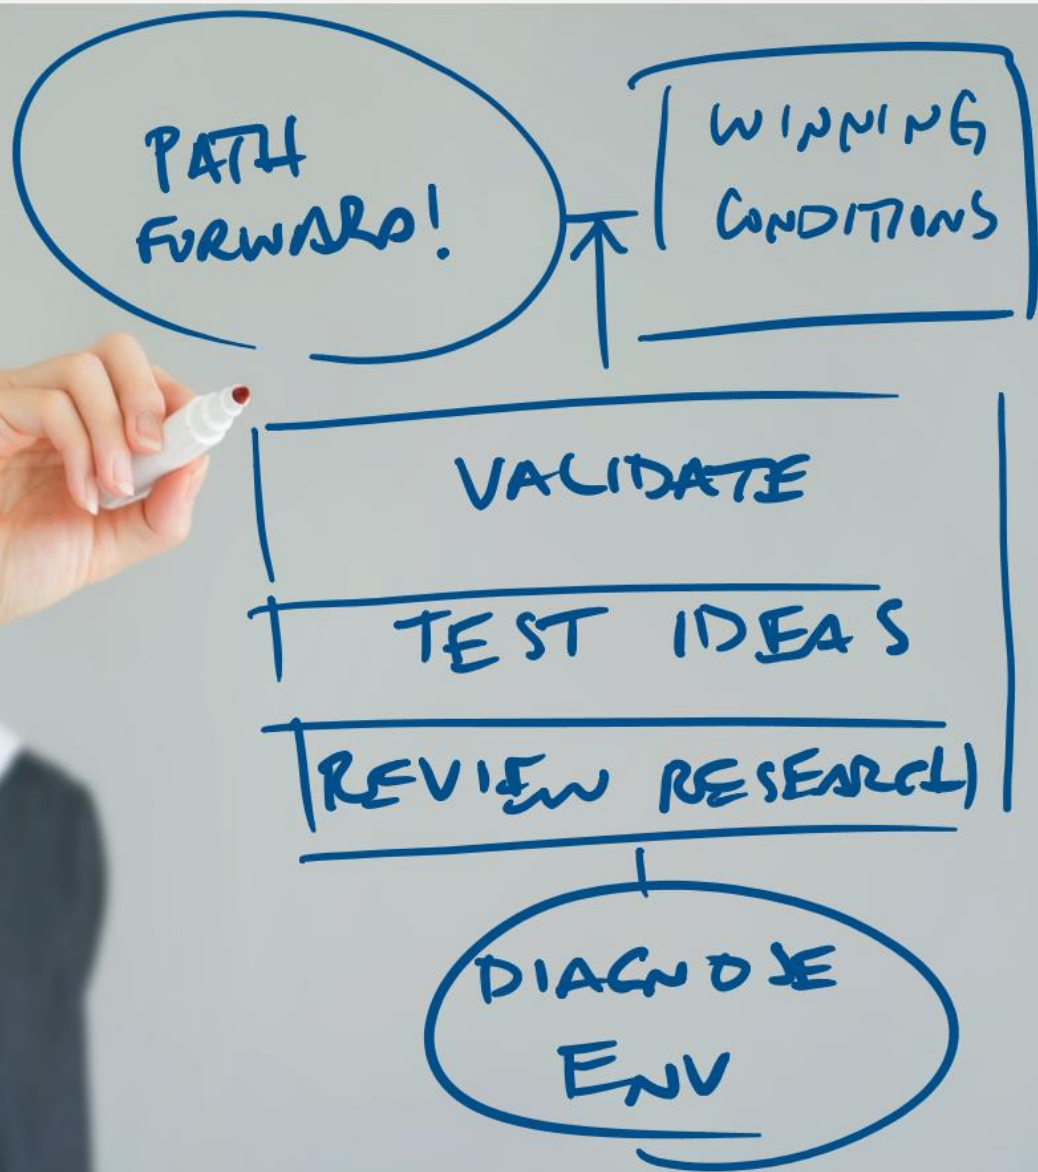 PATH
FORWARD!
WINNING
CONDITIONS
VALIDATE
TEST IDEAS
REVIEW RESEARCH
DIAGNOSE
ENV